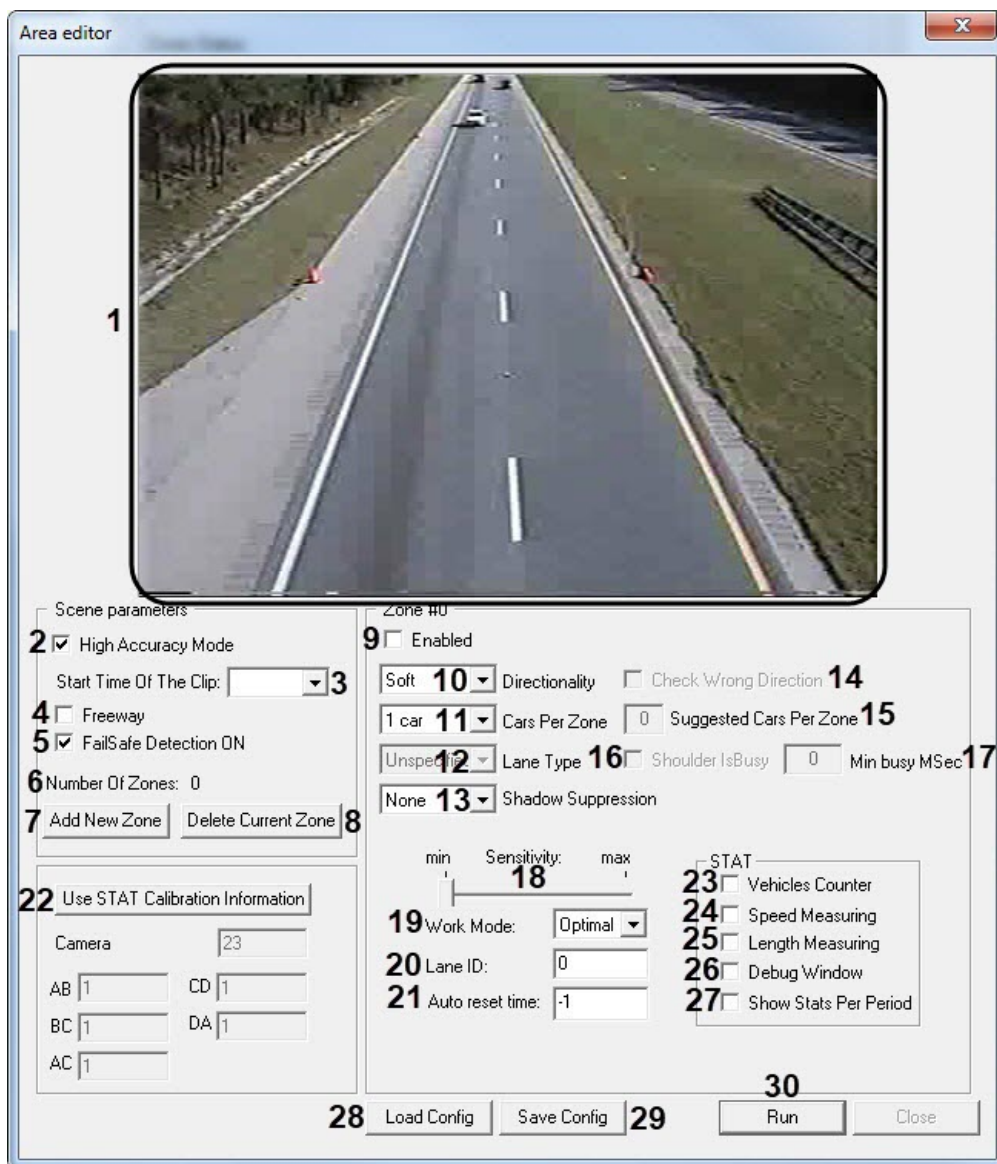 Area editor
1
Scene parameters
2 High Accuracy Mode
Start Time Of The Clip: 3
4 Freeway
5 FailSafe Detection ON
6 Number Of Zones: 0
7 Add New Zone Delete Current Zone 8
Zone #0
9 Enabled
Soft 10 Directionality Check Wrong Direction 14
1 car 11 Cars Per Zone 0 Suggested Cars Per Zone 15
12 Lane Type 16 Shoulder IsBusy 0 Min busy MSec 17
None 13 Shadow Suppression
min Sensitivity: max
18
19 Work Mode: Optimal
20 Lane ID: 0
21 Auto reset time: -1
STAT
23 Vehicles Counter
24 Speed Measuring
25 Length Measuring
26 Debug Window
27 Show Stats Per Period
22 Use STAT Calibration Information
Camera 23
AB 1 CD 1
BC 1 DA 1
AC 1
28 Load Config Save Config 29
30
Run Close